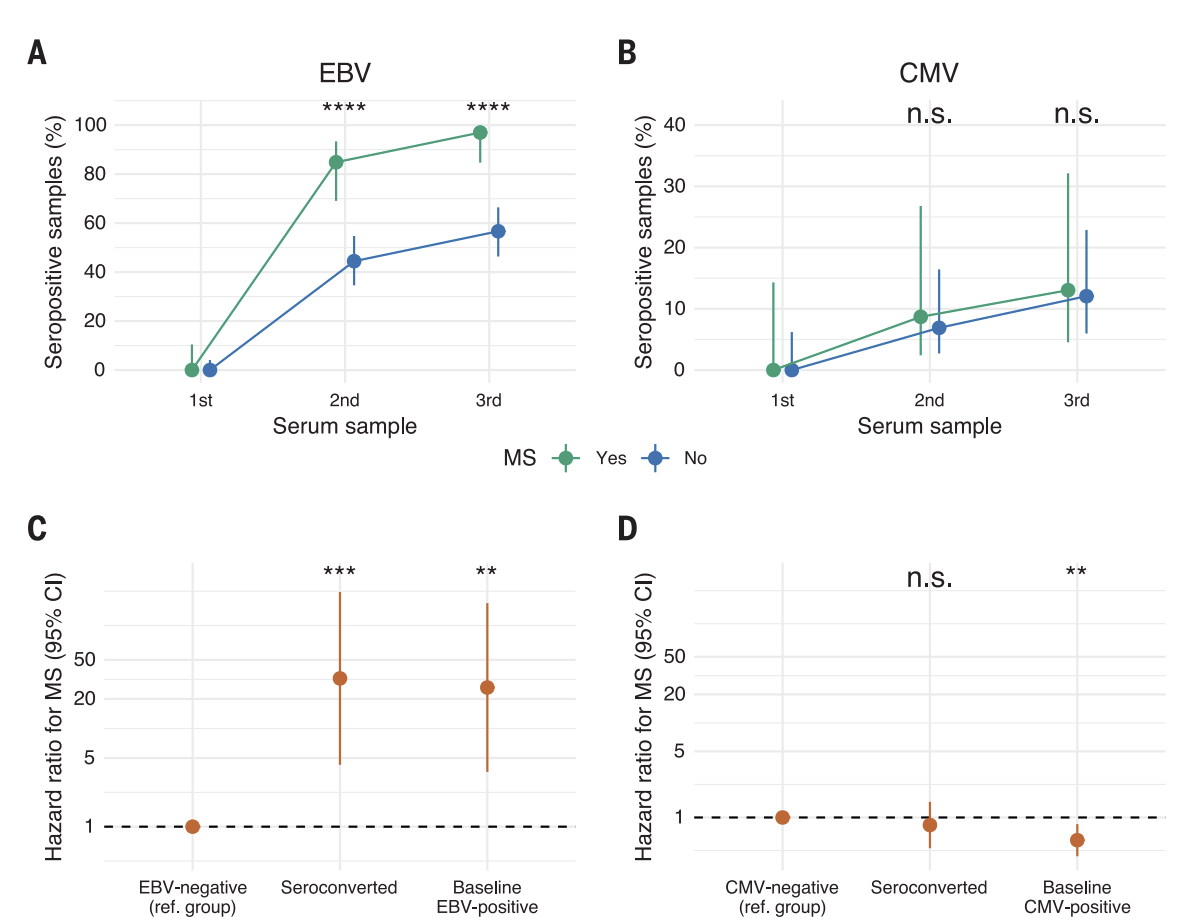 A
EBV
Seropositive samples (%)
100
80
60
40
20
0
****
****
1st
2nd
3rd
Serum sample
B
CMV
Seropositive samples (%)
40
30
20
10
0
n.s.
n.s.
1st
2nd
3rd
Serum sample
MS Yes No
C
Hazard ratio for MS (95% CI)
50
20
5
1
***
**
EBV-negative
(ref. group)
Seroconverted
Baseline
EBV-positive
D
Hazard ratio for MS (95% CI)
50
20
5
1
n.s.
**
CMV-negative
(ref. group)
Seroconverted
Baseline
CMV-positive